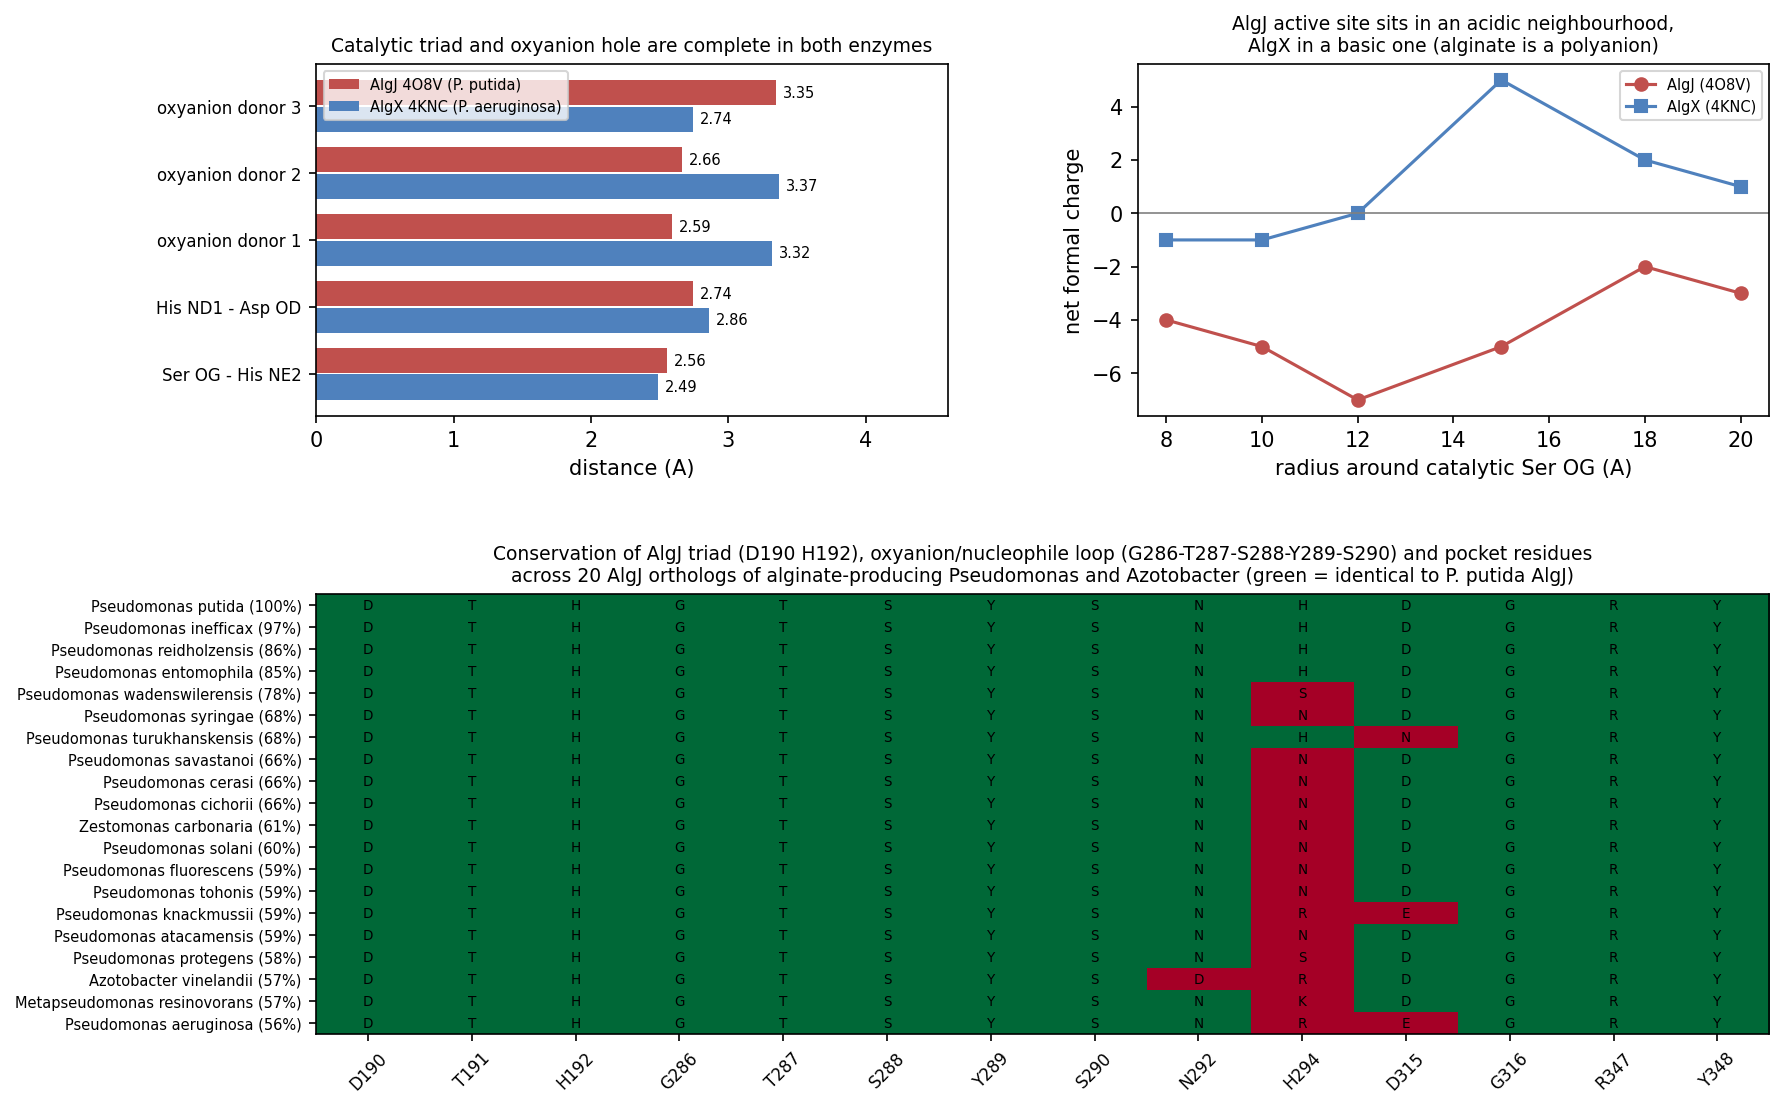 Catalytic triad and oxyanion hole are complete in both enzymes
AlgJ 4O8V (P. putida)
AlgX 4KNC (P. aeruginosa)
oxyanion donor 3
3.35
2.74
oxyanion donor 2
2.66
3.37
oxyanion donor 1
2.59
3.32
His ND1 - Asp OD
2.74
2.86
Ser OG - His NE2
2.56
2.49
0 1 2 3 4
distance (A)
AlgJ active site sits in an acidic neighbourhood,
AlgX in a basic one (alginate is a polyanion)
AlgJ (4O8V)
AlgX (4KNC)
4
2
0
−2
−4
−6
net formal charge
8 10 12 14 16 18 20
radius around catalytic Ser OG (A)
Conservation of AlgJ triad (D190 H192), oxyanion/nucleophile loop (G286-T287-S288-Y289-S290) and pocket residues
across 20 AlgJ orthologs of alginate-producing Pseudomonas and Azotobacter (green = identical to P. putida AlgJ)
Pseudomonas putida (100%) D T H G T S Y S N H D G R Y
Pseudomonas inefficax (97%) D T H G T S Y S N H D G R Y
Pseudomonas reidholzensis (86%) D T H G T S Y S N H D G R Y
Pseudomonas entomophila (85%) D T H G T S Y S N H D G R Y
Pseudomonas wadenswilerensis (78%) D T H G T S Y S N S D G R Y
Pseudomonas syringae (68%) D T H G T S Y S N N D G R Y
Pseudomonas turukhanskensis (68%) D T H G T S Y S N H N G R Y
Pseudomonas savastanoi (66%) D T H G T S Y S N N D G R Y
Pseudomonas cerasi (66%) D T H G T S Y S N N D G R Y
Pseudomonas cichorii (66%) D T H G T S Y S N N D G R Y
Zestomonas carbonaria (61%) D T H G T S Y S N N D G R Y
Pseudomonas solani (60%) D T H G T S Y S N N D G R Y
Pseudomonas fluorescens (59%) D T H G T S Y S N N D G R Y
Pseudomonas tohonis (59%) D T H G T S Y S N N D G R Y
Pseudomonas knackmussii (59%) D T H G T S Y S N R E G R Y
Pseudomonas atacamensis (59%) D T H G T S Y S N N D G R Y
Pseudomonas protegens (58%) D T H G T S Y S N S D G R Y
Azotobacter vinelandii (57%) D T H G T S Y S D R D G R Y
Metapseudomonas resinovorans (57%) D T H G T S Y S N K D G R Y
Pseudomonas aeruginosa (56%) D T H G T S Y S N R E G R Y
D190 T191 H192 G286 T287 S288 Y289 S290 N292 H294 D315 G316 R347 Y348